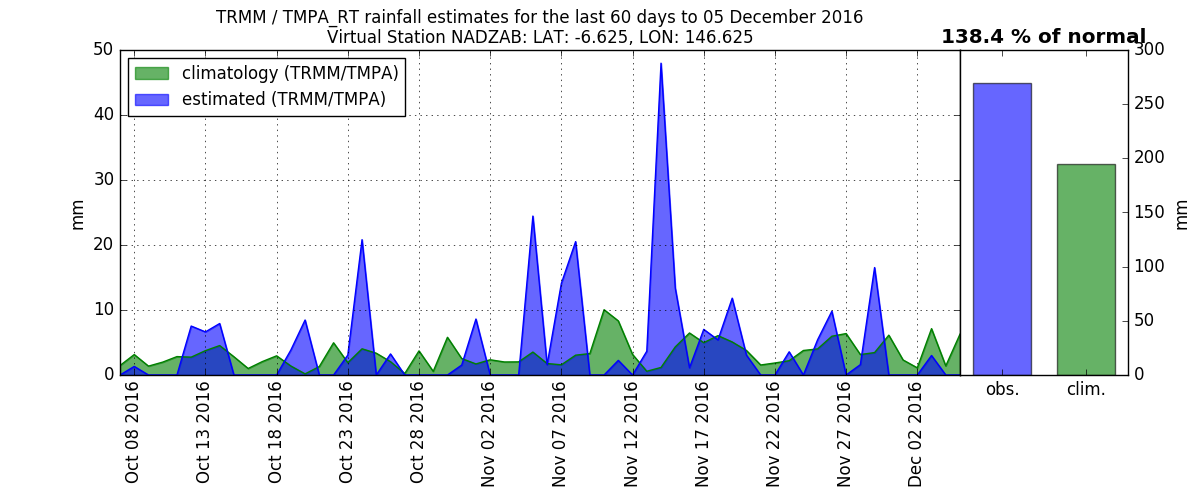 TRMM / TMPA_RT rainfall estimates for the last 60 days to 05 December 2016
Virtual Station NADZAB: LAT: -6.625, LON: 146.625
138.4 % of normal
climatology (TRMM/TMPA)
estimated (TRMM/TMPA)
50
40
30
20
10
0
mm
300
250
200
150
100
50
0
mm
obs.
clim.
Oct 08 2016
Oct 13 2016
Oct 18 2016
Oct 23 2016
Oct 28 2016
Nov 02 2016
Nov 07 2016
Nov 12 2016
Nov 17 2016
Nov 22 2016
Nov 27 2016
Dec 02 2016